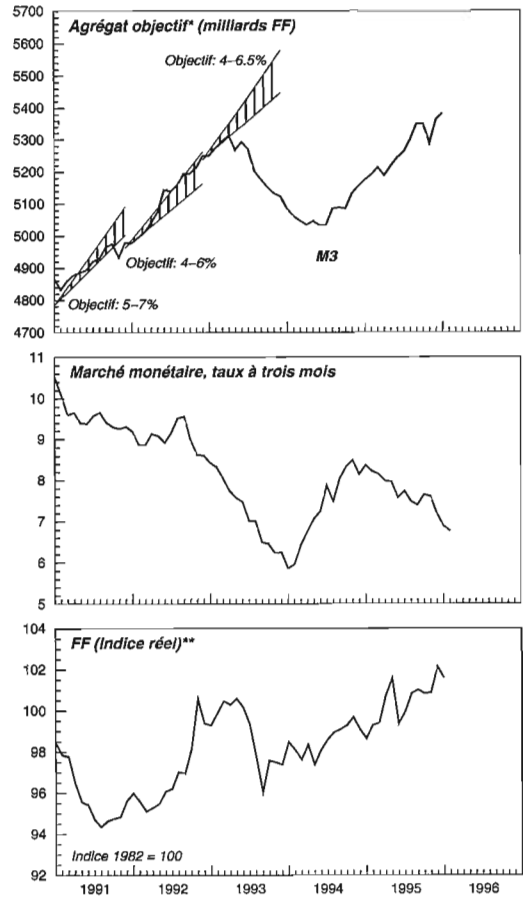 Agrégat objectif* (milliards FF)
5700
5600
5500
5400
5300
5200
5100
5000
4900
4800
4700
Objectif: 4–6.5%
Objectif: 4–6%
Objectif: 5–7%
M3
Marché monétaire, taux à trois mois
11
10
9
8
7
6
5
FF (Indice réel)**
104
102
100
98
96
94
92
Indice 1982 = 100
1991 1992 1993 1994 1995 1996